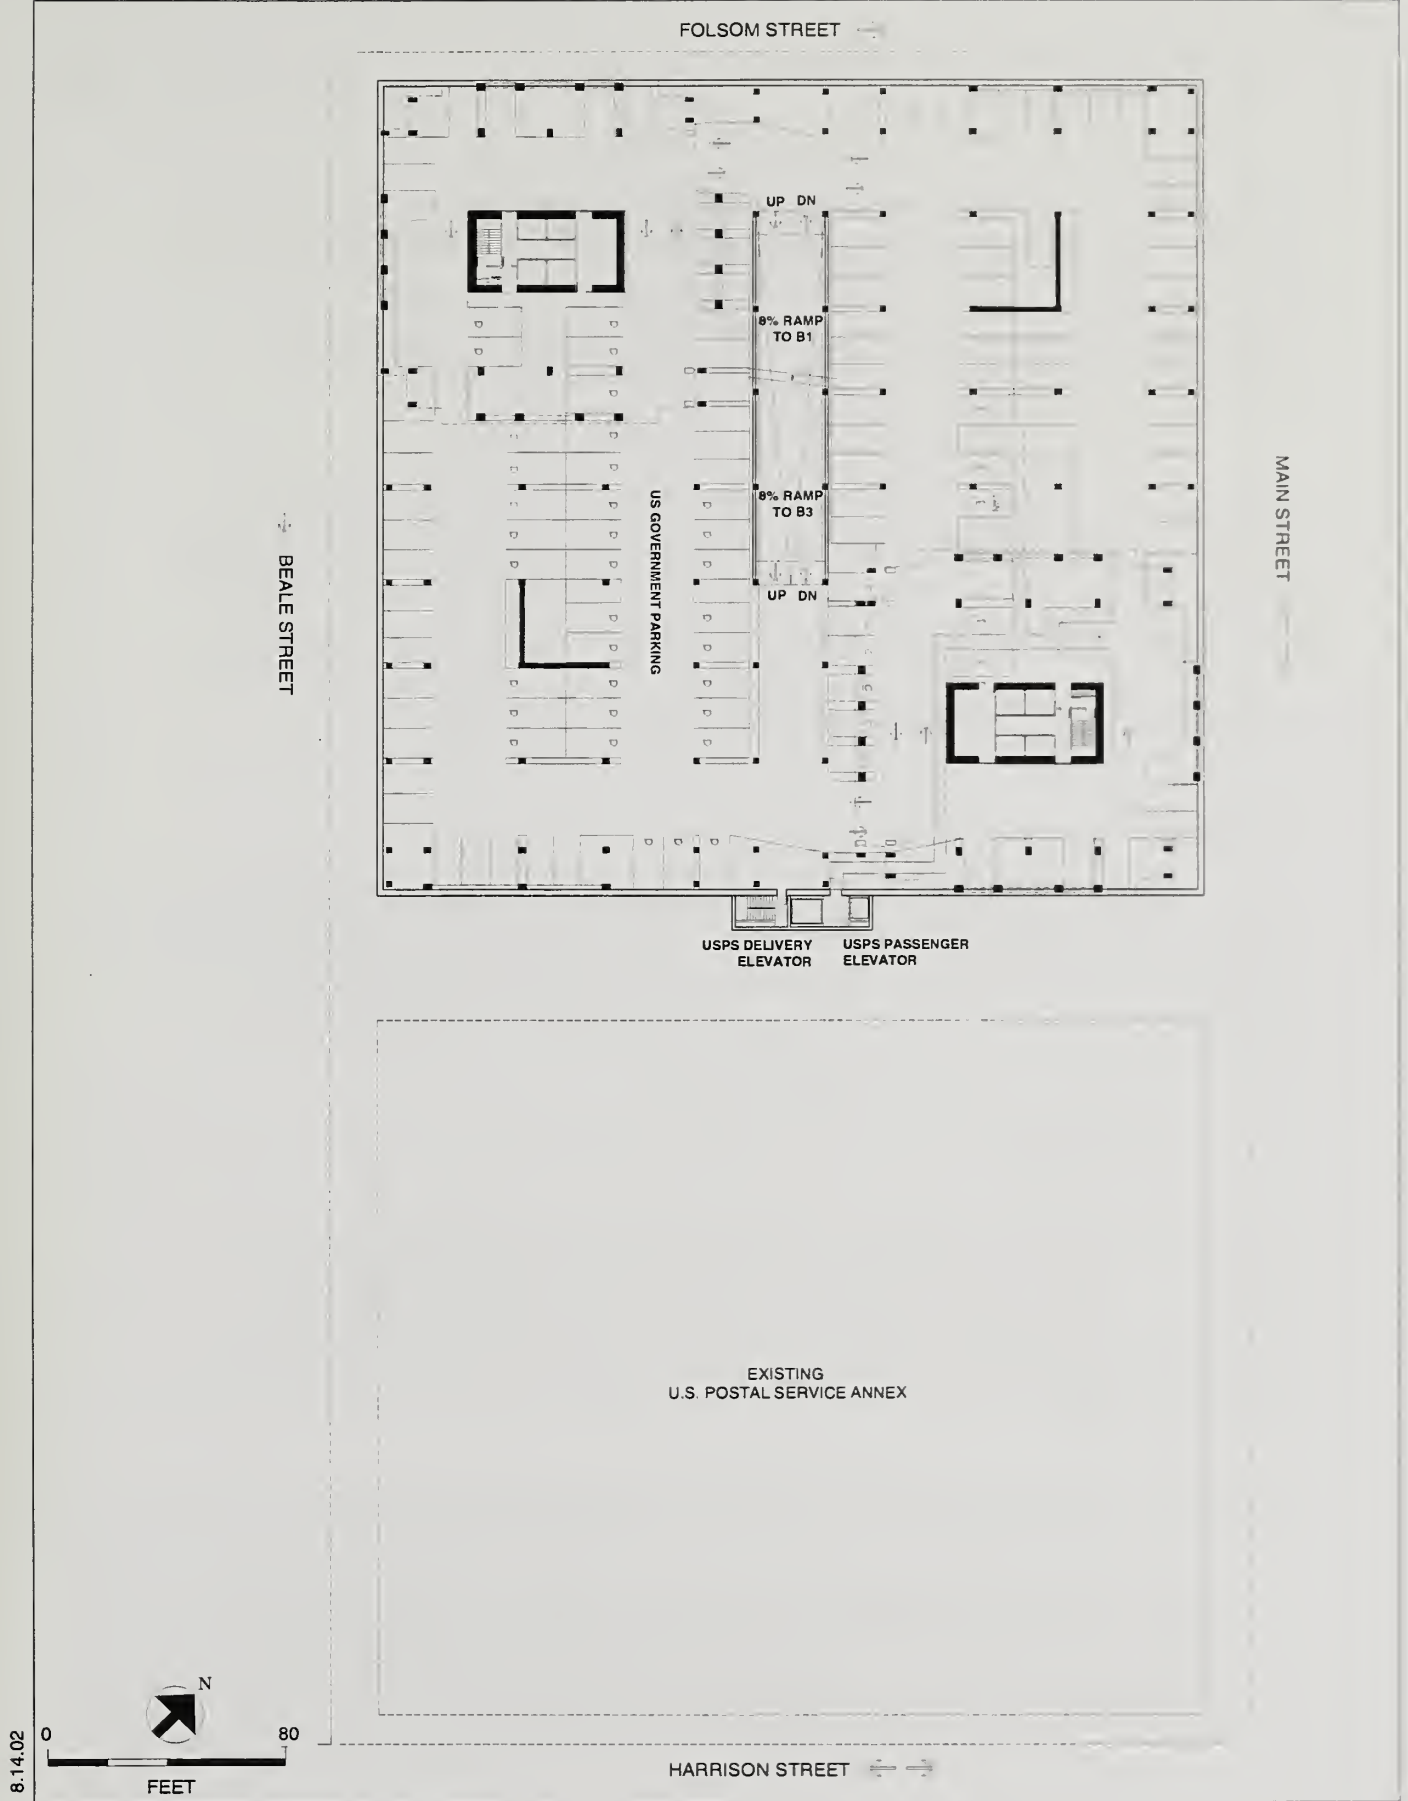 FOLSOM STREET
UP DN
8% RAMP
TO B1
8% RAMP
TO B3
UP DN
US GOVERNMENT PARKING
BEALE STREET
MAIN STREET
USPS DELIVERY
ELEVATOR
USPS PASSENGER
ELEVATOR
EXISTING
U.S. POSTAL SERVICE ANNEX
N
0 80
FEET
HARRISON STREET
8.14.02